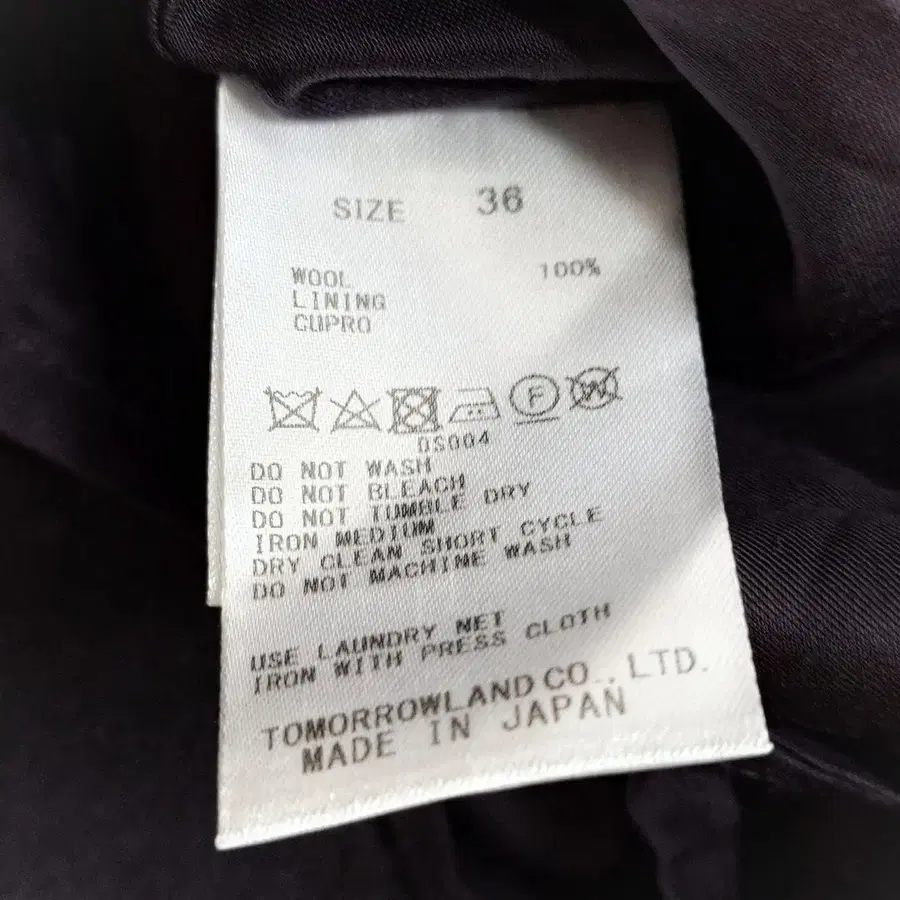 SIZE 36
WOOL 100%
LINING
CUPRO
F W
DS004
DO NOT WASH
DO NOT BLEACH
DO NOT TUMBLE DRY
IRON MEDIUM
DRY CLEAN SHORT CYCLE
DO NOT MACHINE WASH
USE LAUNDRY NET
IRON WITH PRESS CLOTH
TOMORROWLAND CO., LTD.
MADE IN JAPAN